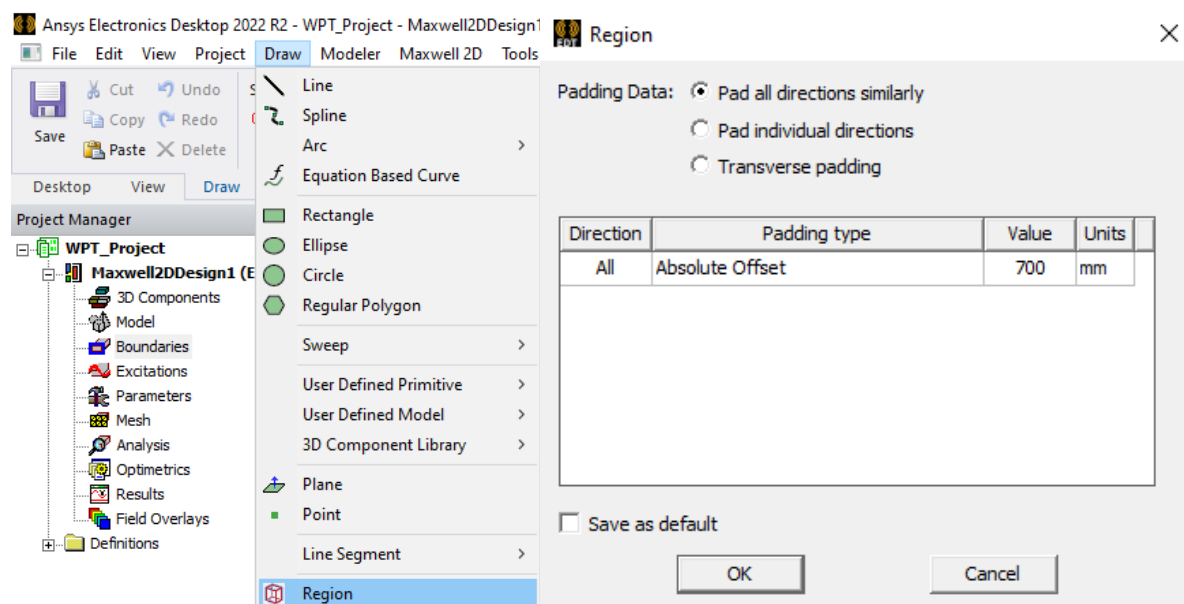 Ansys Electronics Desktop 2022 R2 - WPT_Project - Maxwell2DDesign1
File Edit View Project Draw Modeler Maxwell 2D Tools
Save
Cut Undo
Copy Redo
Paste Delete
Desktop View Draw
Project Manager
WPT_Project
Maxwell2DDesign1 (E
3D Components
Model
Boundaries
Excitations
Parameters
Mesh
Analysis
Optimetrics
Results
Field Overlays
Definitions
Line
Spline
Arc
Equation Based Curve
Rectangle
Ellipse
Circle
Regular Polygon
Sweep
User Defined Primitive
User Defined Model
3D Component Library
Plane
Point
Line Segment
Region
EDT Region
Padding Data: Pad all directions similarly
Pad individual directions
Transverse padding
Direction Padding type Value Units
All Absolute Offset 700 mm
Save as default
OK Cancel